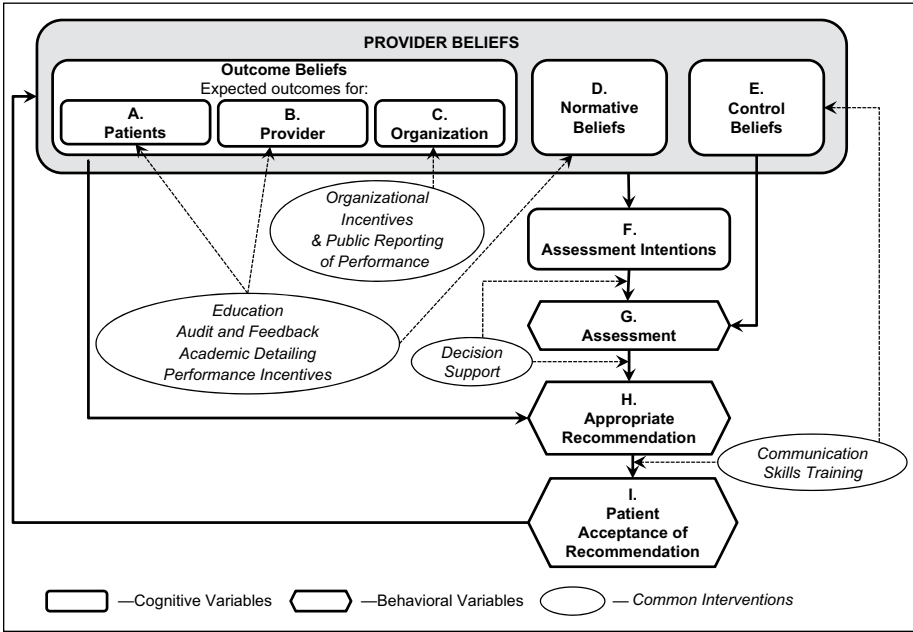 PROVIDER BELIEFS
Outcome Beliefs
Expected outcomes for:
A.
Patients
B.
Provider
C.
Organization
D.
Normative
Beliefs
E.
Control
Beliefs
Organizational
Incentives
& Public Reporting
of Performance
F.
Assessment Intentions
Education
Audit and Feedback
Academic Detailing
Performance Incentives
G.
Assessment
Decision
Support
H.
Appropriate
Recommendation
Communication
Skills Training
I.
Patient
Acceptance of
Recommendation
—Cognitive Variables
—Behavioral Variables
— Common Interventions